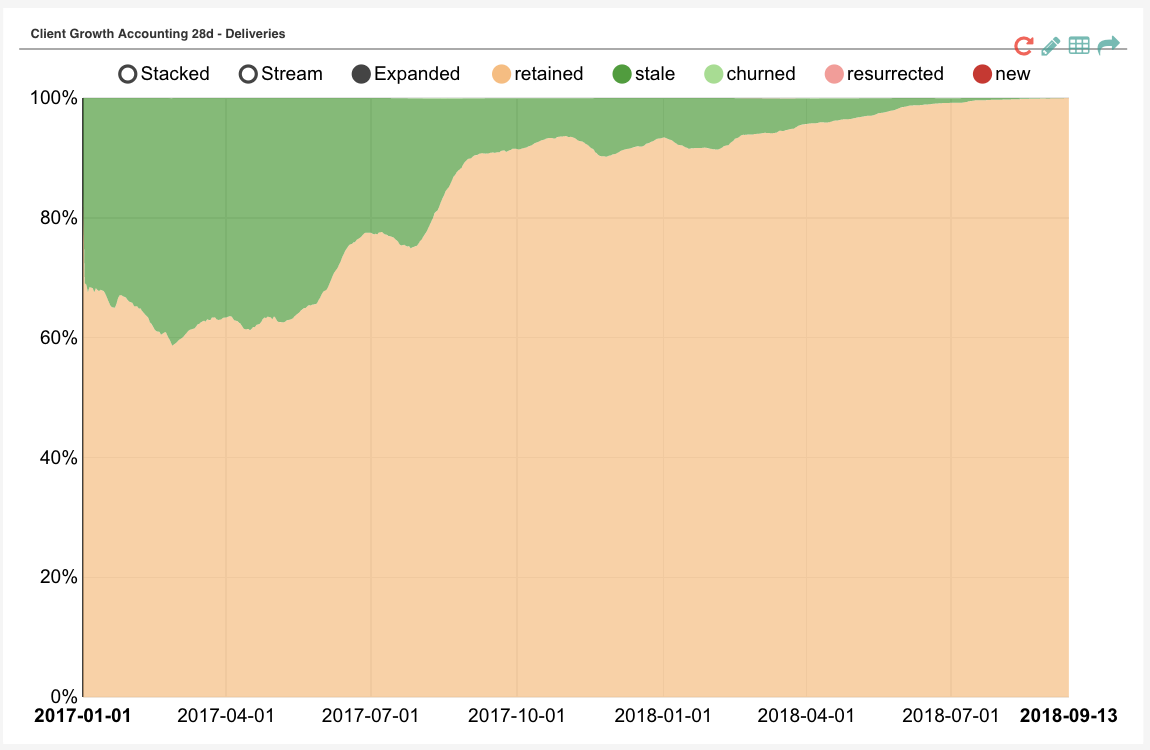 Client Growth Accounting 28d - Deliveries
Stacked Stream Expanded retained stale churned resurrected new
100%
80%
60%
40%
20%
0%
2017-01-01 2017-04-01 2017-07-01 2017-10-01 2018-01-01 2018-04-01 2018-07-01 2018-09-13